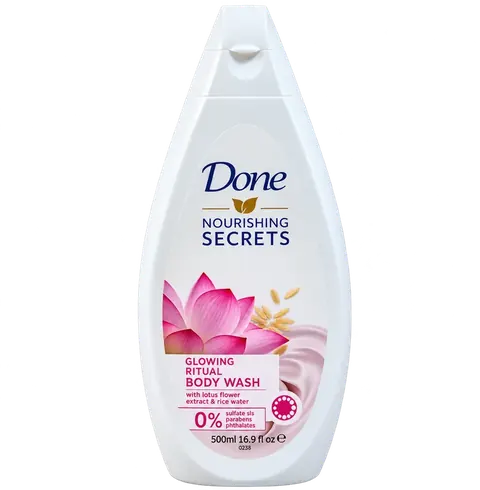 Done
NOURISHING
SECRETS
GLOWING
RITUAL
BODY WASH
with lotus flower
extract & rice water
0% sulfate sls
parabens
phthalates
500ml 16.9 fl oz ℮
0238